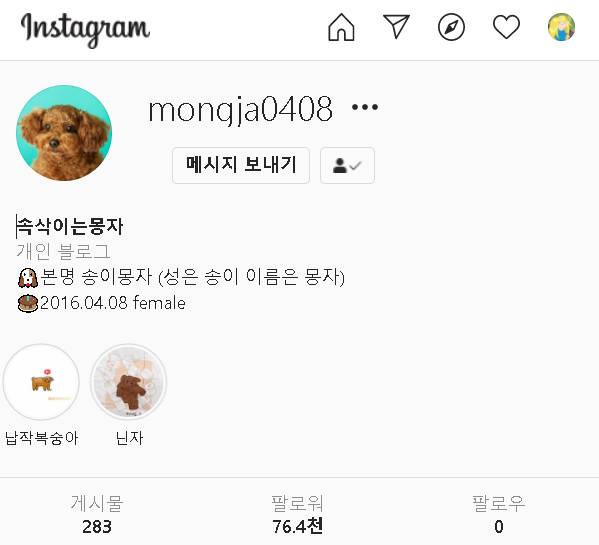 Instagram
mongja0408 •••
메시지 보내기
속삭이는몽자
개인 블로그
본명 송이몽자 (성은 송이 이름은 몽자)
2016.04.08 female
납작복숭아 닌자
게시물 팔로워 팔로우
283 76.4천 0